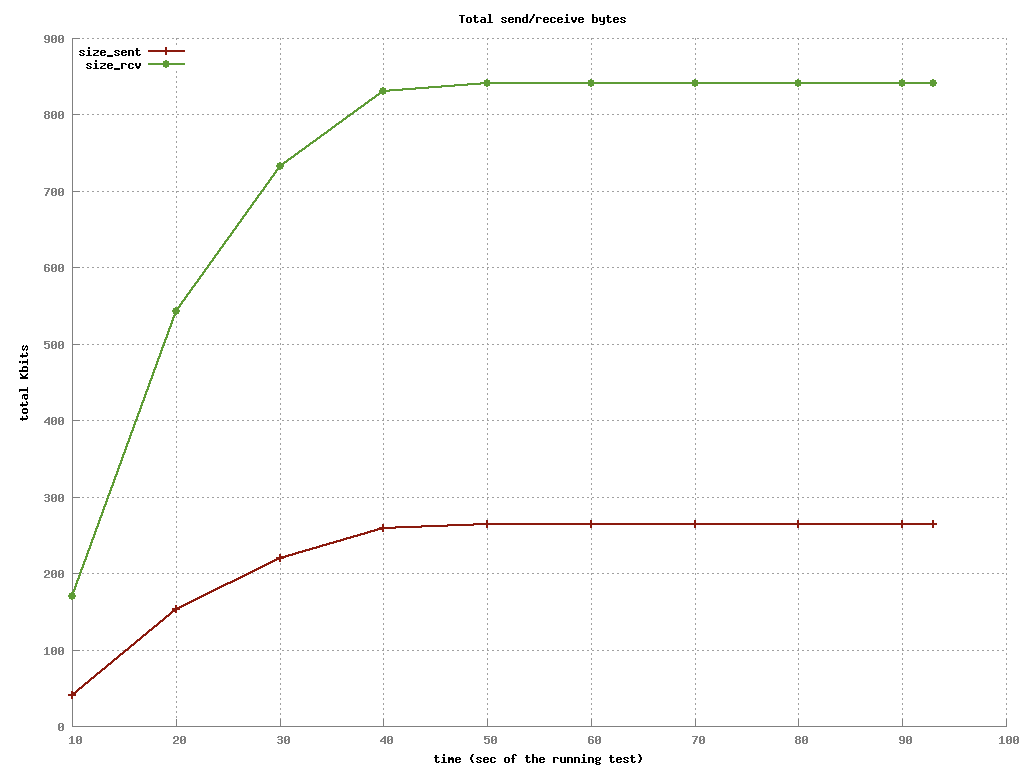 Total send/receive bytes
900
size_sent
size_rcv
800
700
600
500
total Kbits
400
300
200
100
0
10 20 30 40 50 60 70 80 90 100
time (sec of the running test)